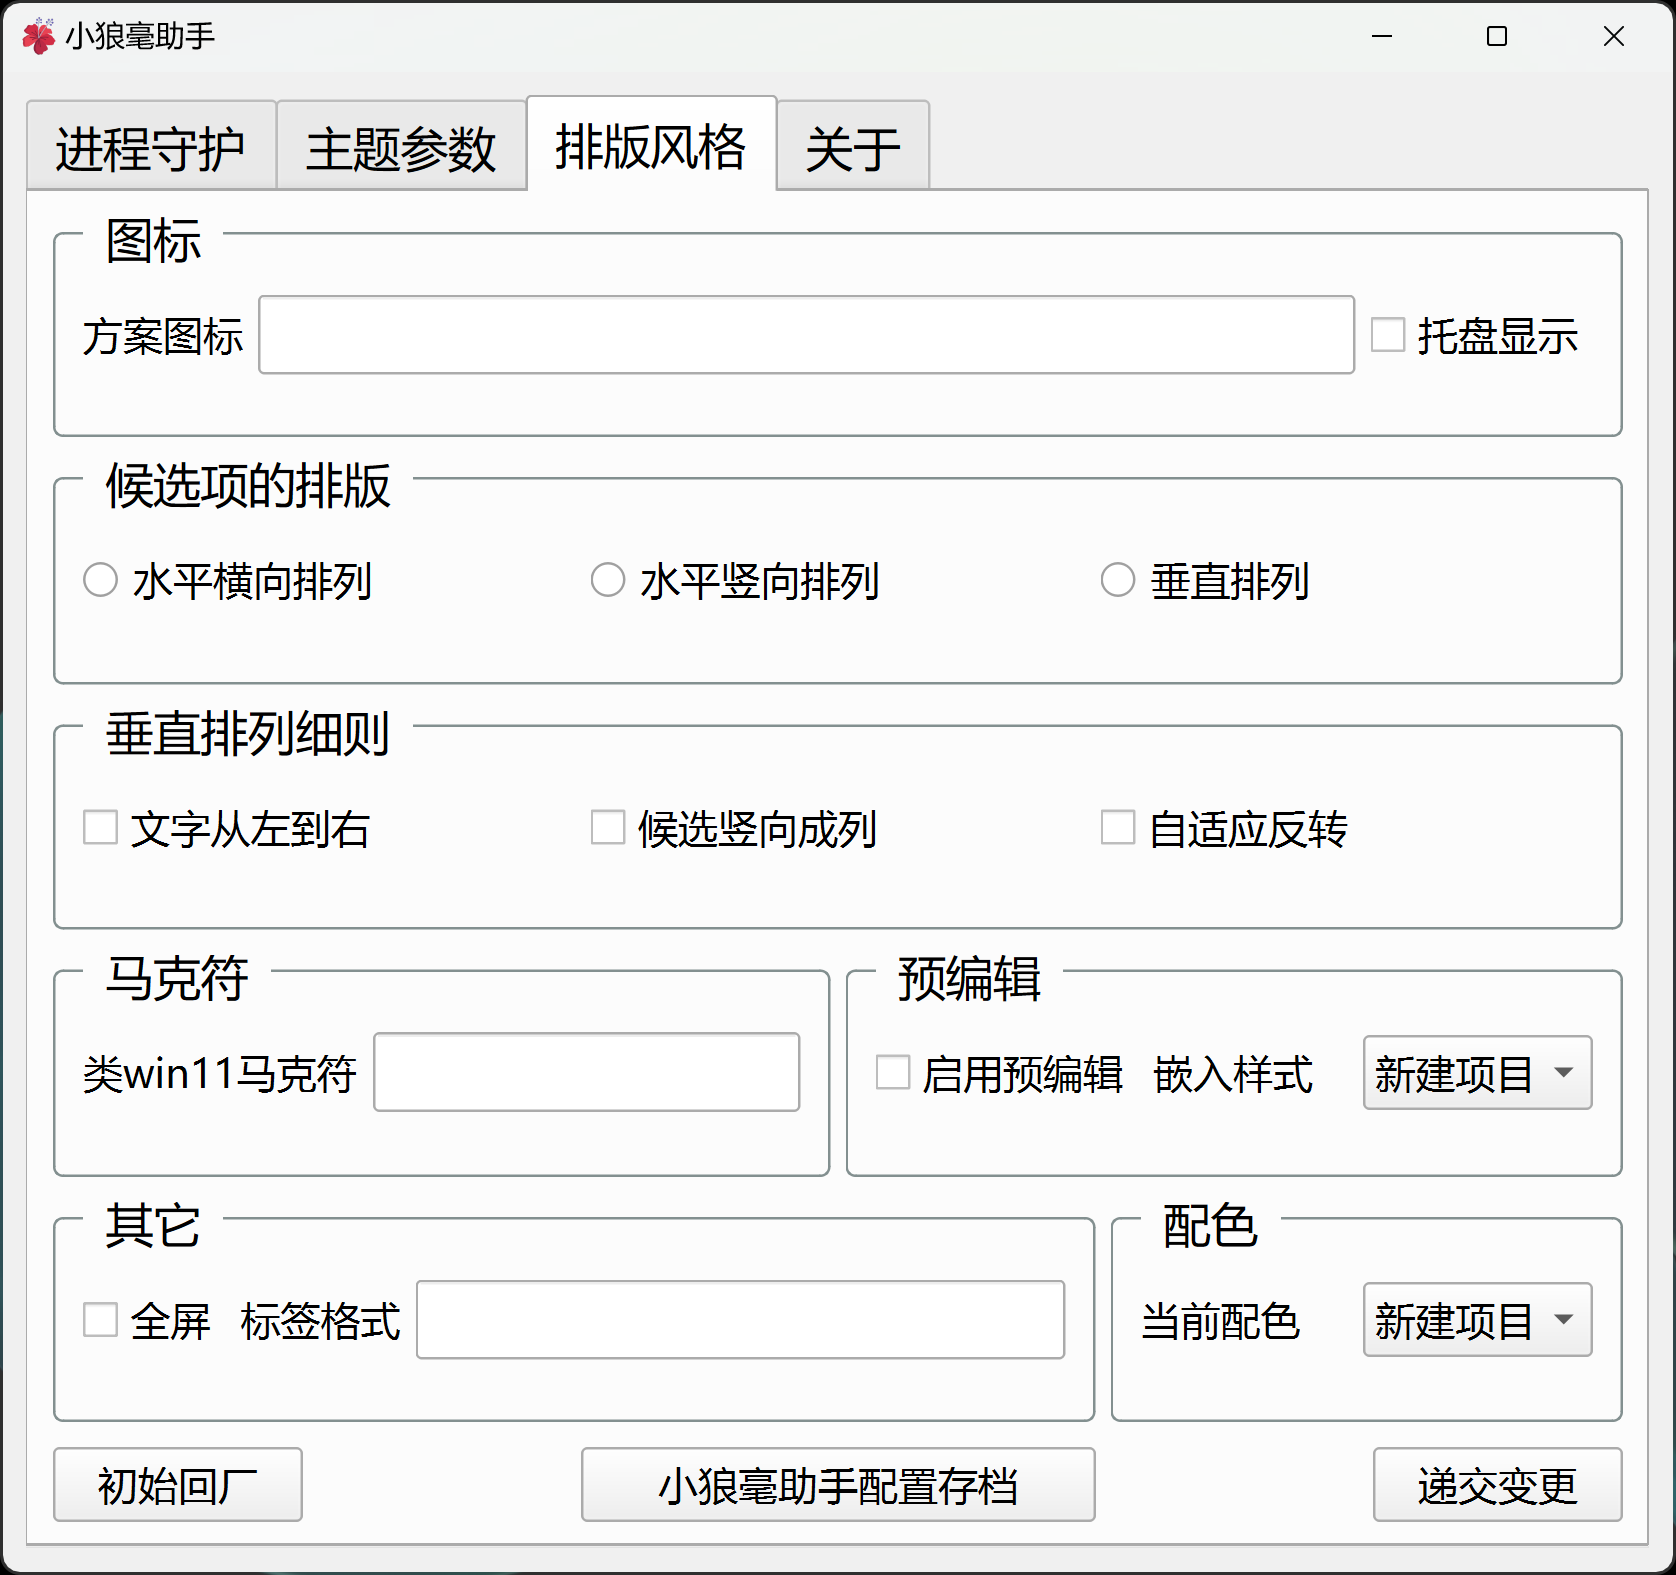 小狼毫助手
进程守护 主题参数 排版风格 关于
图标
方案图标 托盘显示
候选项的排版
水平横向排列 水平竖向排列 垂直排列
垂直排列细则
文字从左到右 候选竖向成列 自适应反转
马克符 预编辑
类win11马克符 启用预编辑 嵌入样式 新建项目
其它 配色
全屏 标签格式 当前配色 新建项目
初始回厂 小狼毫助手配置存档 递交变更